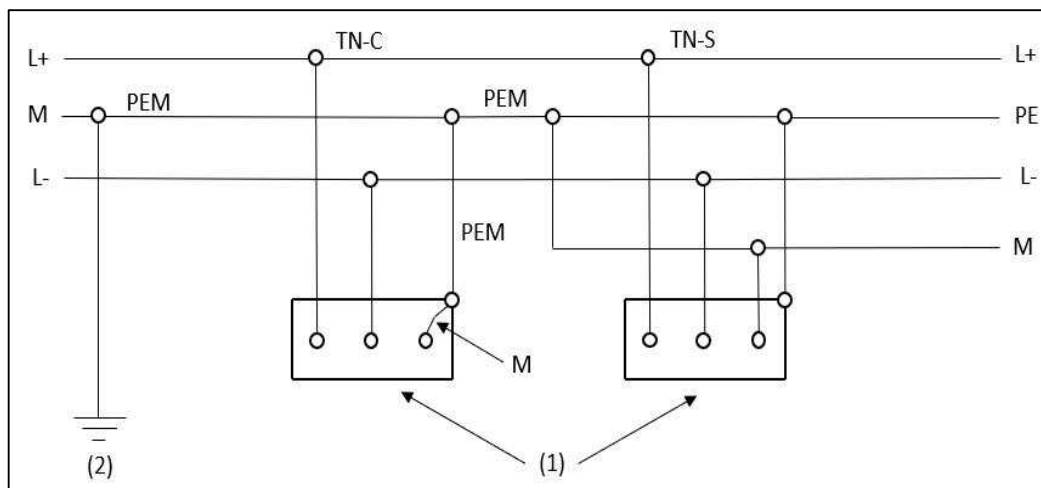 TN-C TN-S
L+ L+
PEM PEM
M PE
L- L-
PEM
M
M
(1)
(2)